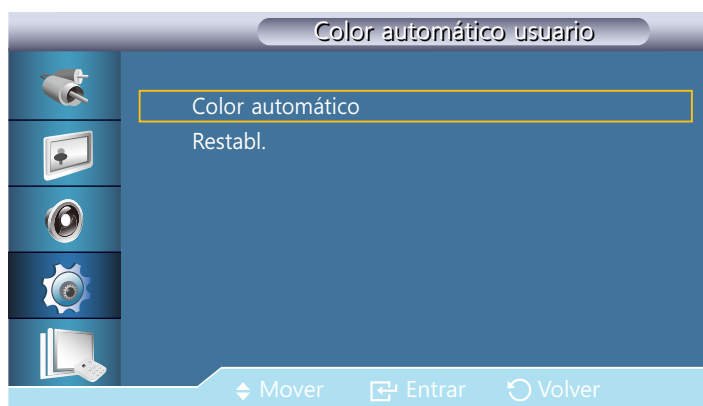 Color automático usuario
Color automático
Restabl.
Mover Entrar Volver